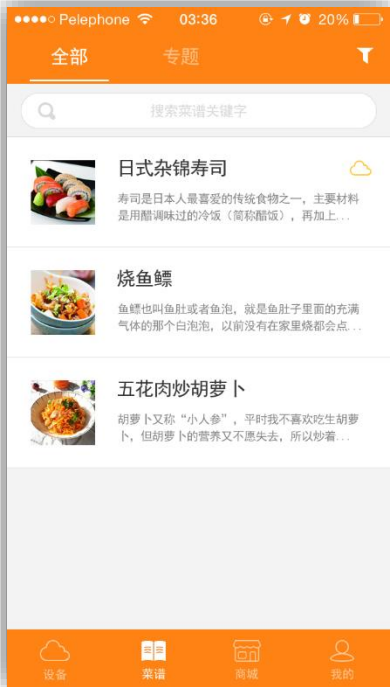 Pelephone 03:36 20%
全部 专题
搜索菜谱关键字
日式杂锦寿司
寿司是日本人最喜爱的传统食物之一，主要材料
是用醋调味过的冷饭（简称醋饭），再加上...
烧鱼鳔
鱼鳔也叫鱼肚或者鱼泡，就是鱼肚子里面的充满
气体的那个白泡泡，以前没有在家里烧都会点...
五花肉炒胡萝卜
胡萝卜又称“小人参”，平时我不喜欢吃生胡萝
卜，但胡萝卜的营养又不愿失去，所以炒着...
设备 菜谱 商城 我的